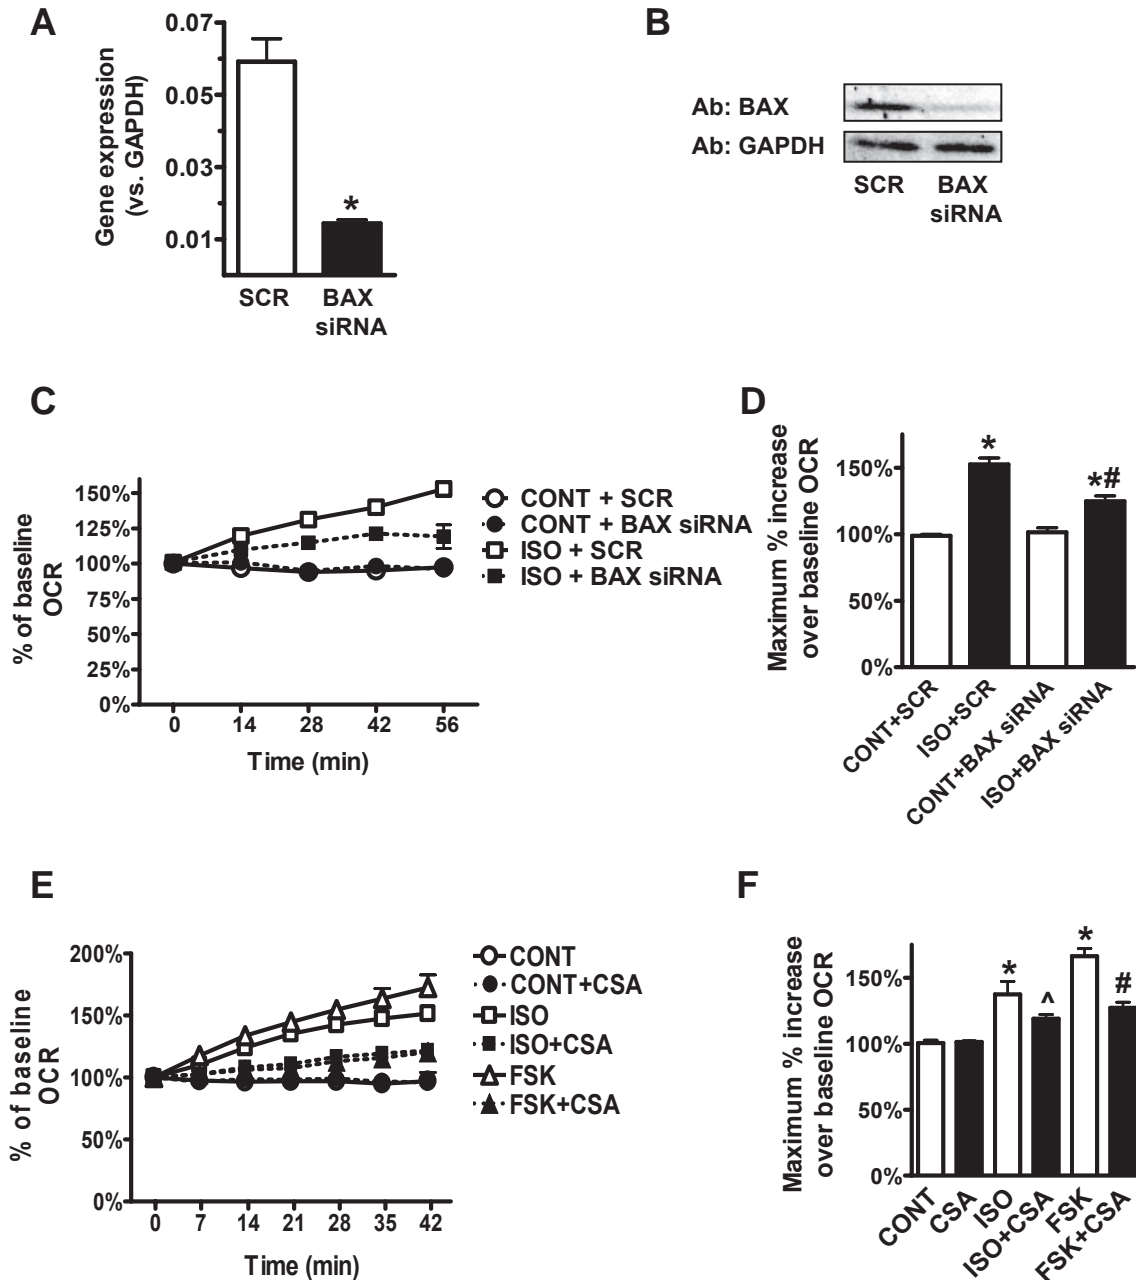 A
Gene expression
(vs. GAPDH)
0.07
0.05
0.03
0.01
*
SCR
BAX
siRNA
B
Ab: BAX
Ab: GAPDH
SCR
BAX
siRNA
C
% of baseline
OCR
150%
125%
100%
75%
50%
25%
0%
0 14 28 42 56
Time (min)
CONT + SCR
CONT + BAX siRNA
ISO + SCR
ISO + BAX siRNA
D
Maximum % increase
over baseline OCR
150%
100%
50%
0%
*
*#
CONT+SCR
ISO+SCR
CONT+BAX siRNA
ISO+BAX siRNA
E
% of baseline
OCR
200%
150%
100%
50%
0%
0 7 14 21 28 35 42
Time (min)
CONT
CONT+CSA
ISO
ISO+CSA
FSK
FSK+CSA
F
Maximum % increase
over baseline OCR
150%
100%
50%
0%
*
^
*
#
CONT
CSA
ISO
ISO+CSA
FSK
FSK+CSA